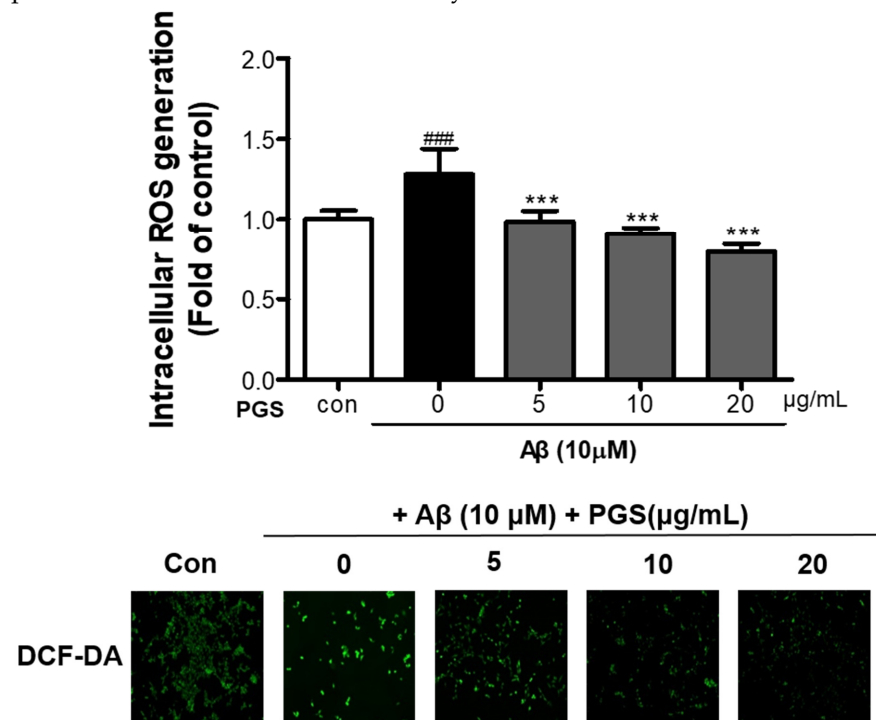 Intracellular ROS generation
(Fold of control)
2.0
1.5
1.0
0.5
0.0
###
***
***
***
PGS con 0 5 10 20 µg/mL
Aβ (10µM)
+ Aβ (10 µM) + PGS(µg/mL)
Con 0 5 10 20
DCF-DA